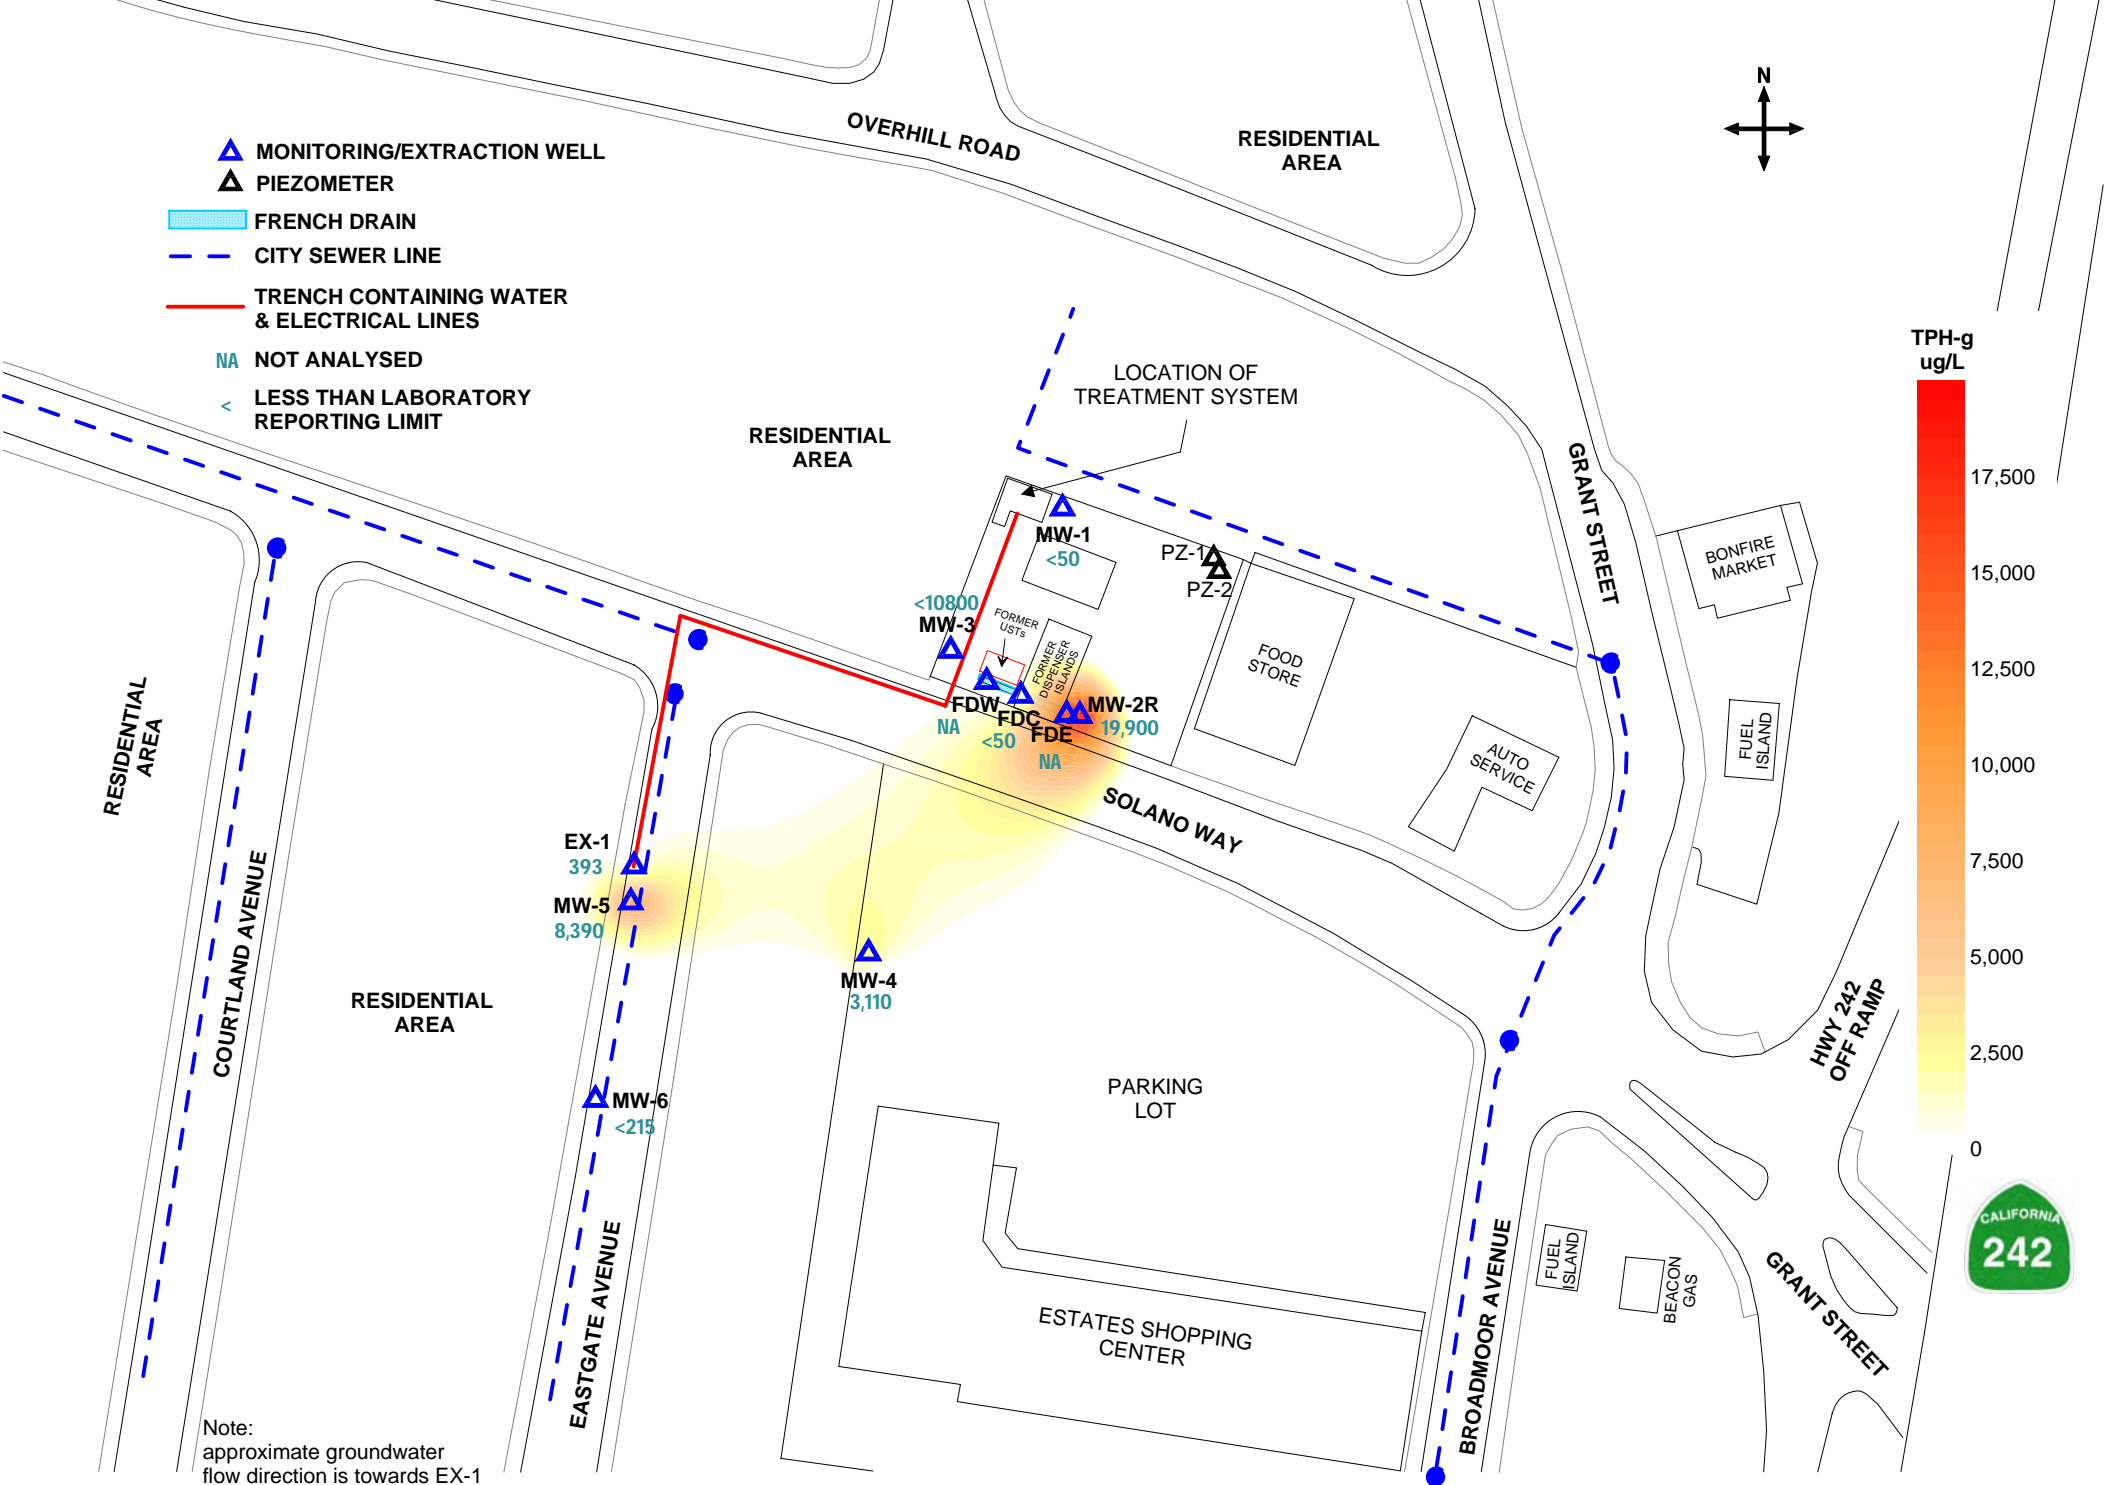 N
OVERHILL ROAD
RESIDENTIAL
AREA
MONITORING/EXTRACTION WELL
PIEZOMETER
FRENCH DRAIN
CITY SEWER LINE
TRENCH CONTAINING WATER
& ELECTRICAL LINES
NA NOT ANALYSED
< LESS THAN LABORATORY
REPORTING LIMIT
TPH-g
ug/L
17,500
15,000
12,500
10,000
7,500
5,000
2,500
0
LOCATION OF
TREATMENT SYSTEM
RESIDENTIAL
AREA
GRANT STREET
MW-1
<50
PZ-1
PZ-2
BONFIRE
MARKET
<10800
MW-3
FORMER
USTs
FORMER
DISPENSER
ISLANDS
FOOD
STORE
FDW
NA
FDC
<50
FDE
NA
MW-2R
19,900
AUTO
SERVICE
FUEL
ISLAND
SOLANO WAY
RESIDENTIAL
AREA
EX-1
393
MW-5
8,390
COURTLAND AVENUE
MW-4
3,110
RESIDENTIAL
AREA
HWY 242
OFF RAMP
MW-6
<215
PARKING
LOT
EASTGATE AVENUE
ESTATES SHOPPING
CENTER
BROADMOOR AVENUE
FUEL
ISLAND
BEACON
GAS
GRANT STREET
CALIFORNIA
242
Note:
approximate groundwater
flow direction is towards EX-1